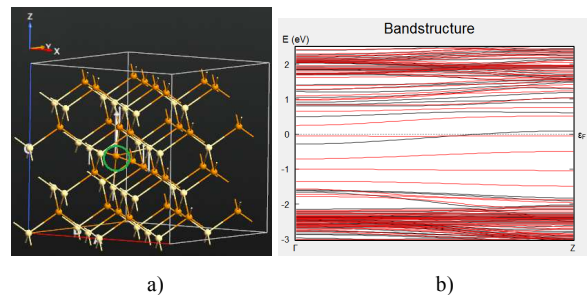 Z
Y
X
a)
Bandstructure
E (eV)
2
1
0
-1
-2
-3
εF
Γ
Z
b)